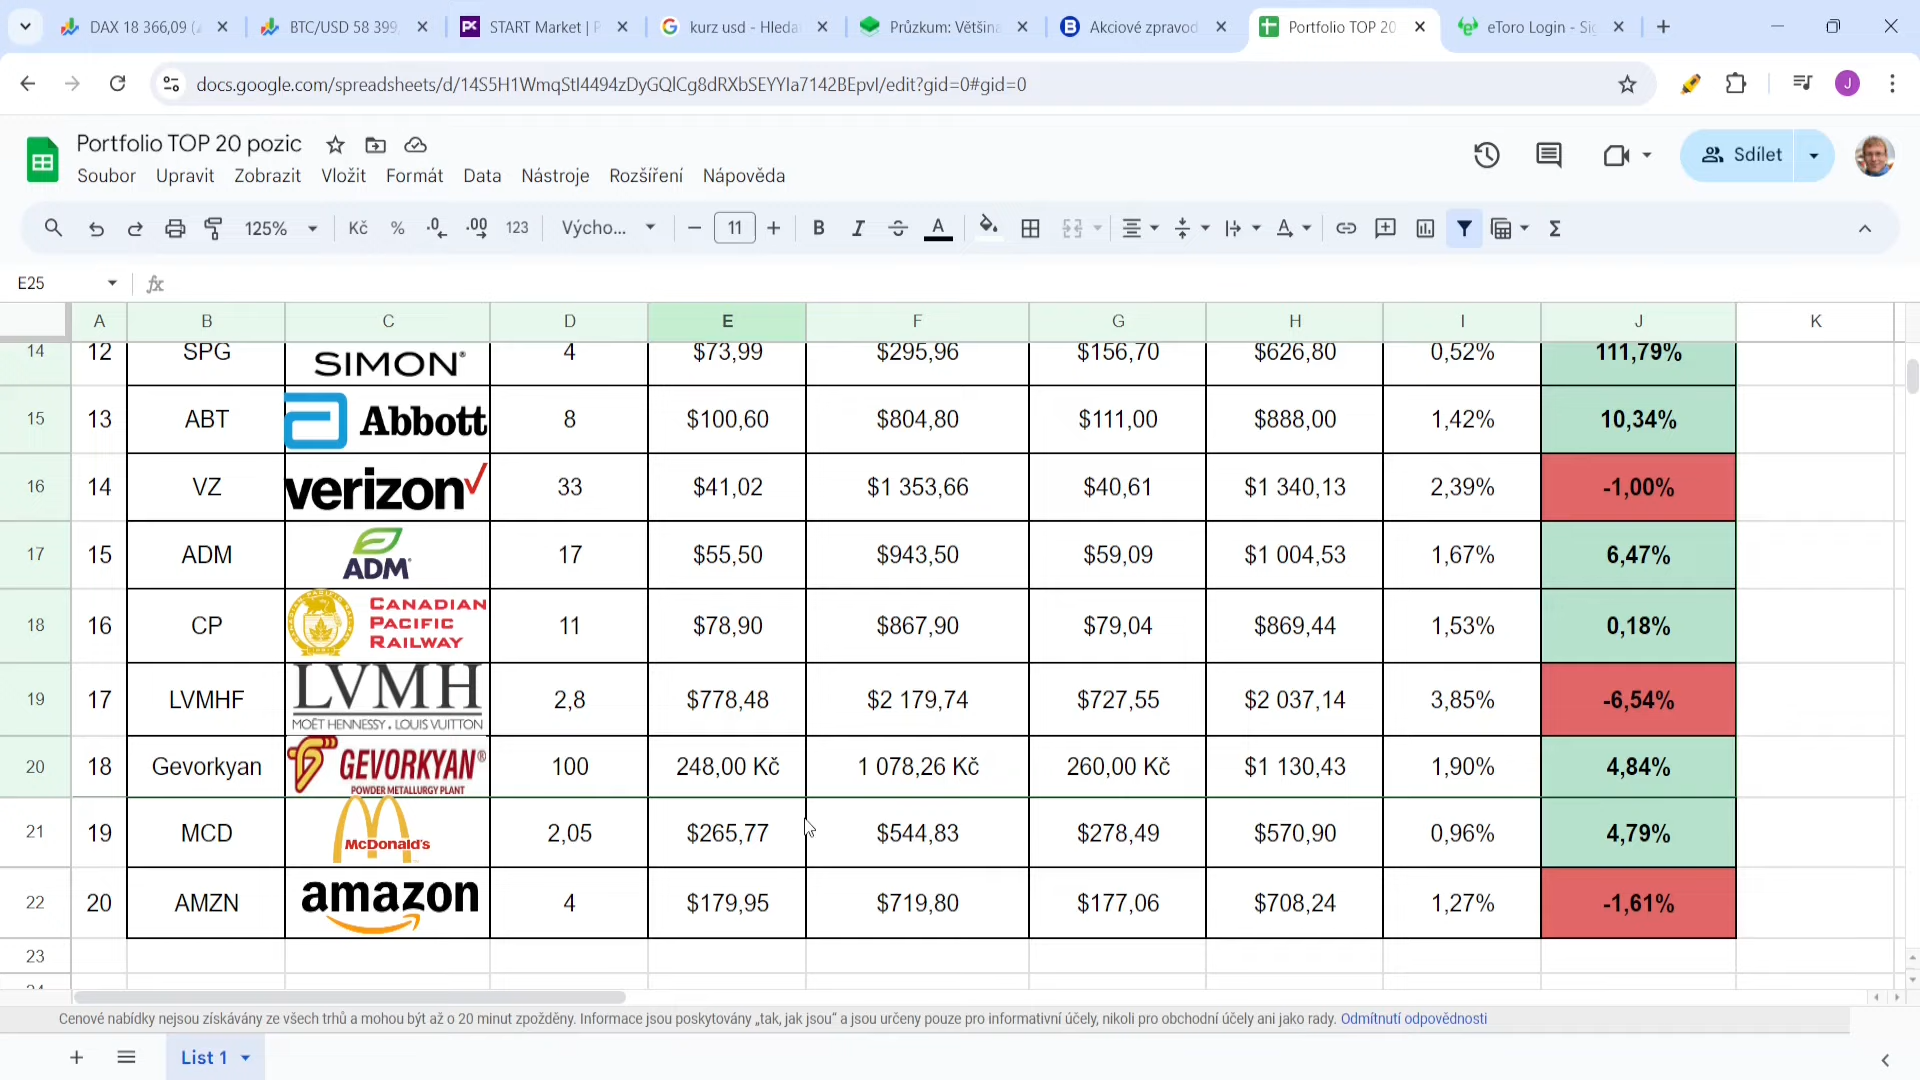 DAX 18 366,09 (
BTC/USD 58 399,
START Market | P
kurz usd - Hleda
Průzkum: Většina
Akciové zpravod
Portfolio TOP 20
eToro Login - Sig
docs.google.com/spreadsheets/d/14S5H1WmqStI4494zDyGQlCg8dRXbSEYYIa7142BEpvI/edit?gid=0#gid=0
J
Portfolio TOP 20 pozic
Sdílet
Soubor Upravit Zobrazit Vložit Formát Data Nástroje Rozšíření Nápověda
125% Kč % .0 .00 123 Výcho... 11 B I A
E25 fx
A B C D E F G H I J K
14 12 SPG SIMON® 4 $73,99 $295,96 $156,70 $626,80 0,52% 111,79%
15 13 ABT Abbott 8 $100,60 $804,80 $111,00 $888,00 1,42% 10,34%
16 14 VZ verizon 33 $41,02 $1 353,66 $40,61 $1 340,13 2,39% -1,00%
17 15 ADM ADM 17 $55,50 $943,50 $59,09 $1 004,53 1,67% 6,47%
18 16 CP CANADIAN PACIFIC RAILWAY 11 $78,90 $867,90 $79,04 $869,44 1,53% 0,18%
19 17 LVMHF LVMH MOËT HENNESSY . LOUIS VUITTON 2,8 $778,48 $2 179,74 $727,55 $2 037,14 3,85% -6,54%
20 18 Gevorkyan GEVORKYAN® POWDER METALLURGY PLANT 100 248,00 Kč 1 078,26 Kč 260,00 Kč $1 130,43 1,90% 4,84%
21 19 MCD McDonald's 2,05 $265,77 $544,83 $278,49 $570,90 0,96% 4,79%
22 20 AMZN amazon 4 $179,95 $719,80 $177,06 $708,24 1,27% -1,61%
23
24
Cenové nabídky nejsou získávány ze všech trhů a mohou být až o 20 minut zpožděny. Informace jsou poskytovány „tak, jak jsou“ a jsou určeny pouze pro informativní účely, nikoli pro obchodní účely ani jako rady. Odmítnutí odpovědnosti
List 1